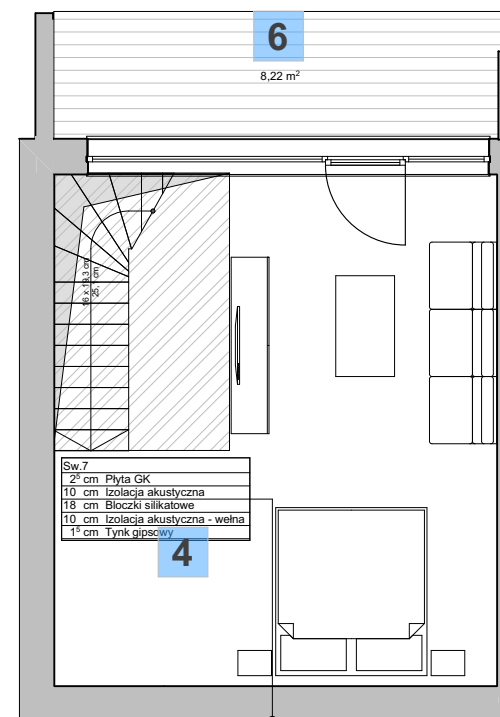 6
8,22 m²
16 x 19,3 cm
25, cm
Sw.7
2⁵ cm Płyta GK
10 cm Izolacja akustyczna
18 cm Bloczki silikatowe
10 cm Izolacja akustyczna - wełna
1⁵ cm Tynk gipsowy
4